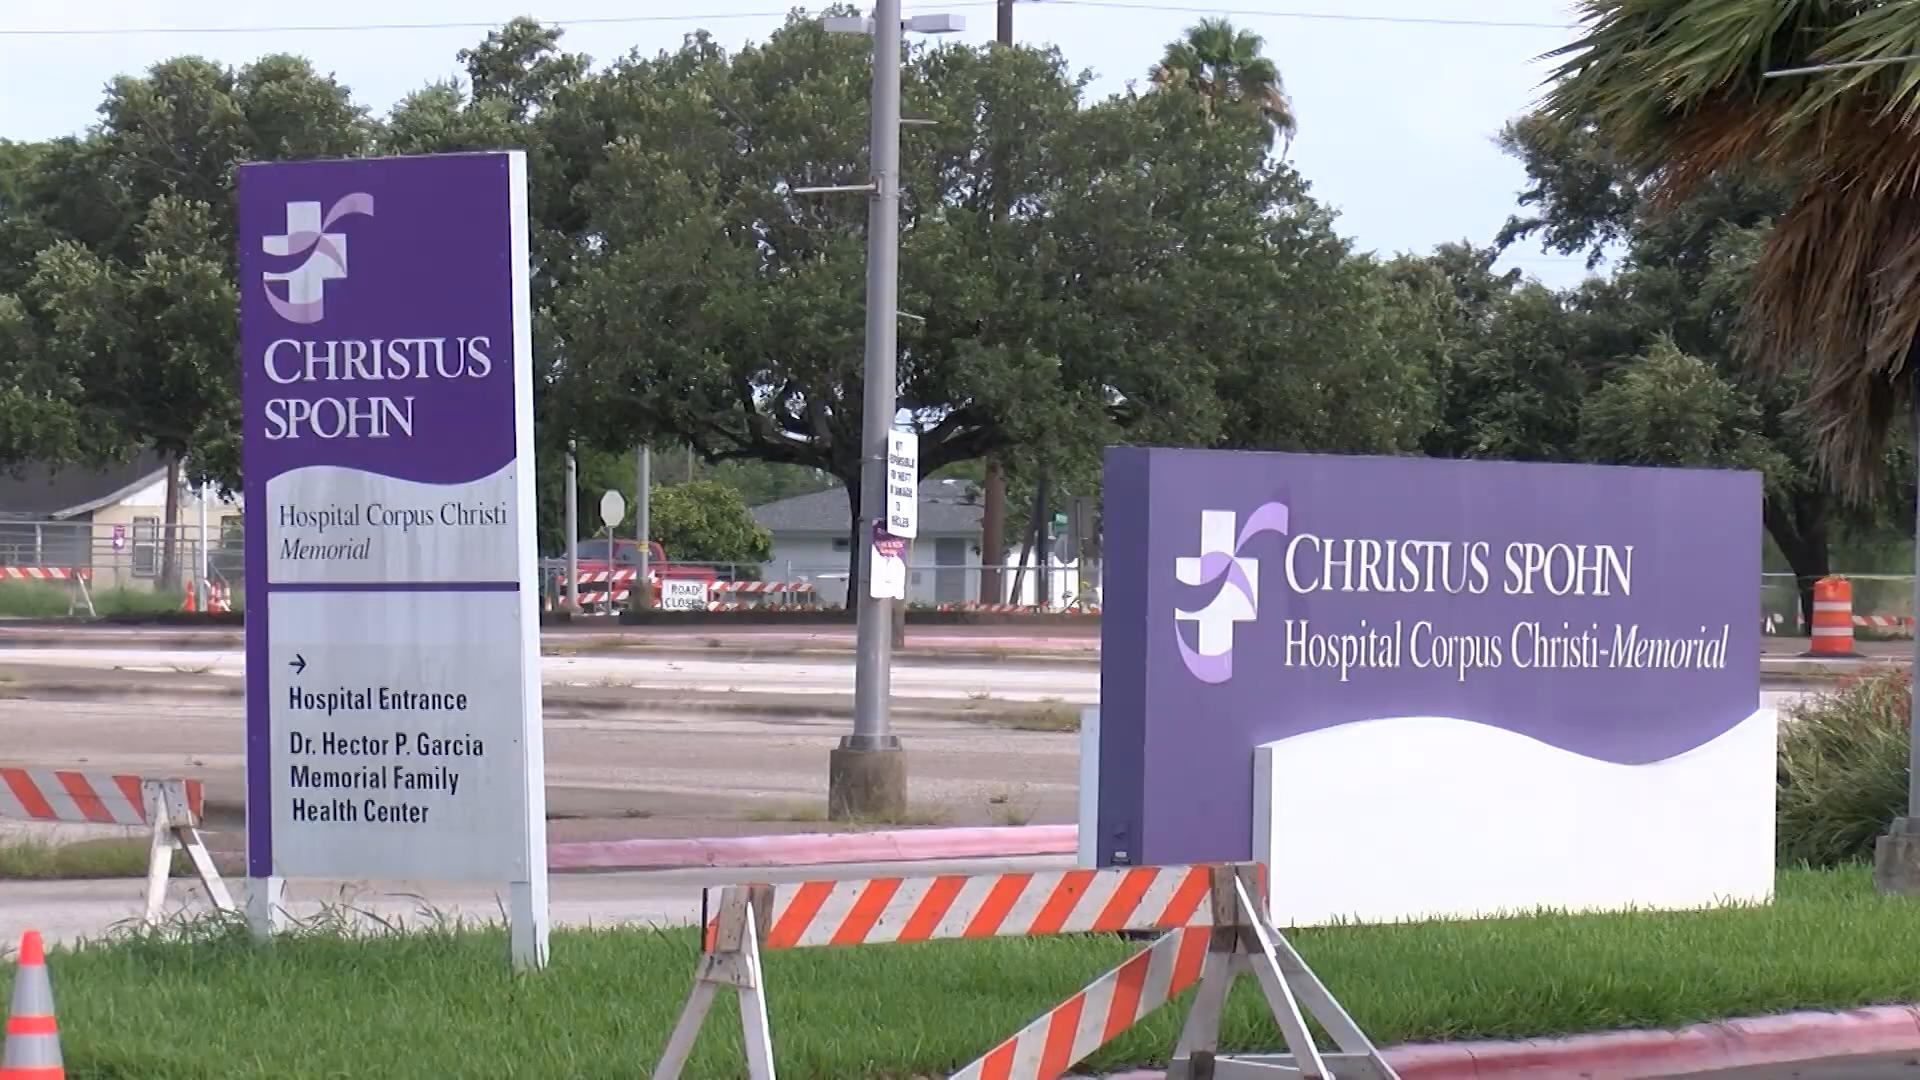 CHRISTUS
SPOHN
Hospital Corpus Christi
Memorial
→
Hospital Entrance
Dr. Hector P. Garcia
Memorial Family
Health Center
ROAD
CLOSED
CHRISTUS SPOHN
Hospital Corpus Christi-Memorial